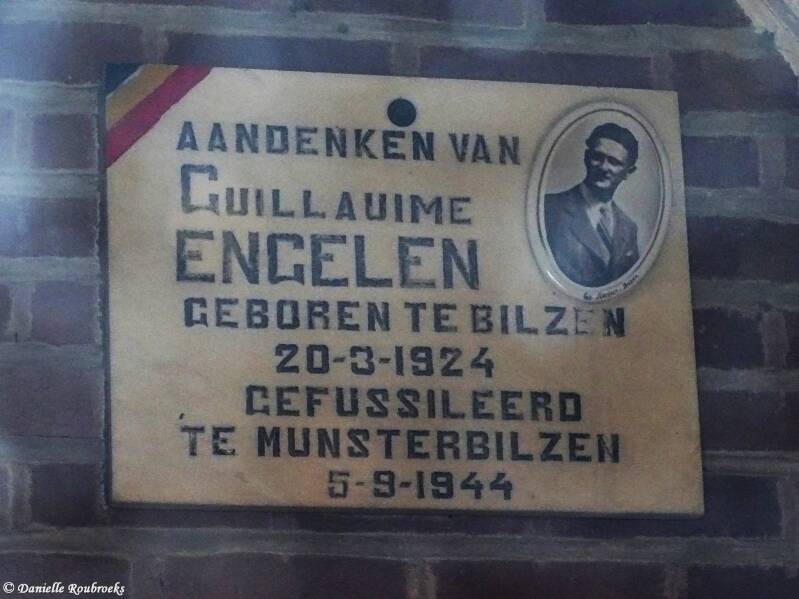 AANDENKEN VAN
GUILLAUIME
ENGELEN
GEBOREN TE BILZEN
20-3-1924
GEFUSSILEERD
TE MUNSTERBILZEN
5-9-1944
© Danielle Roubroeks